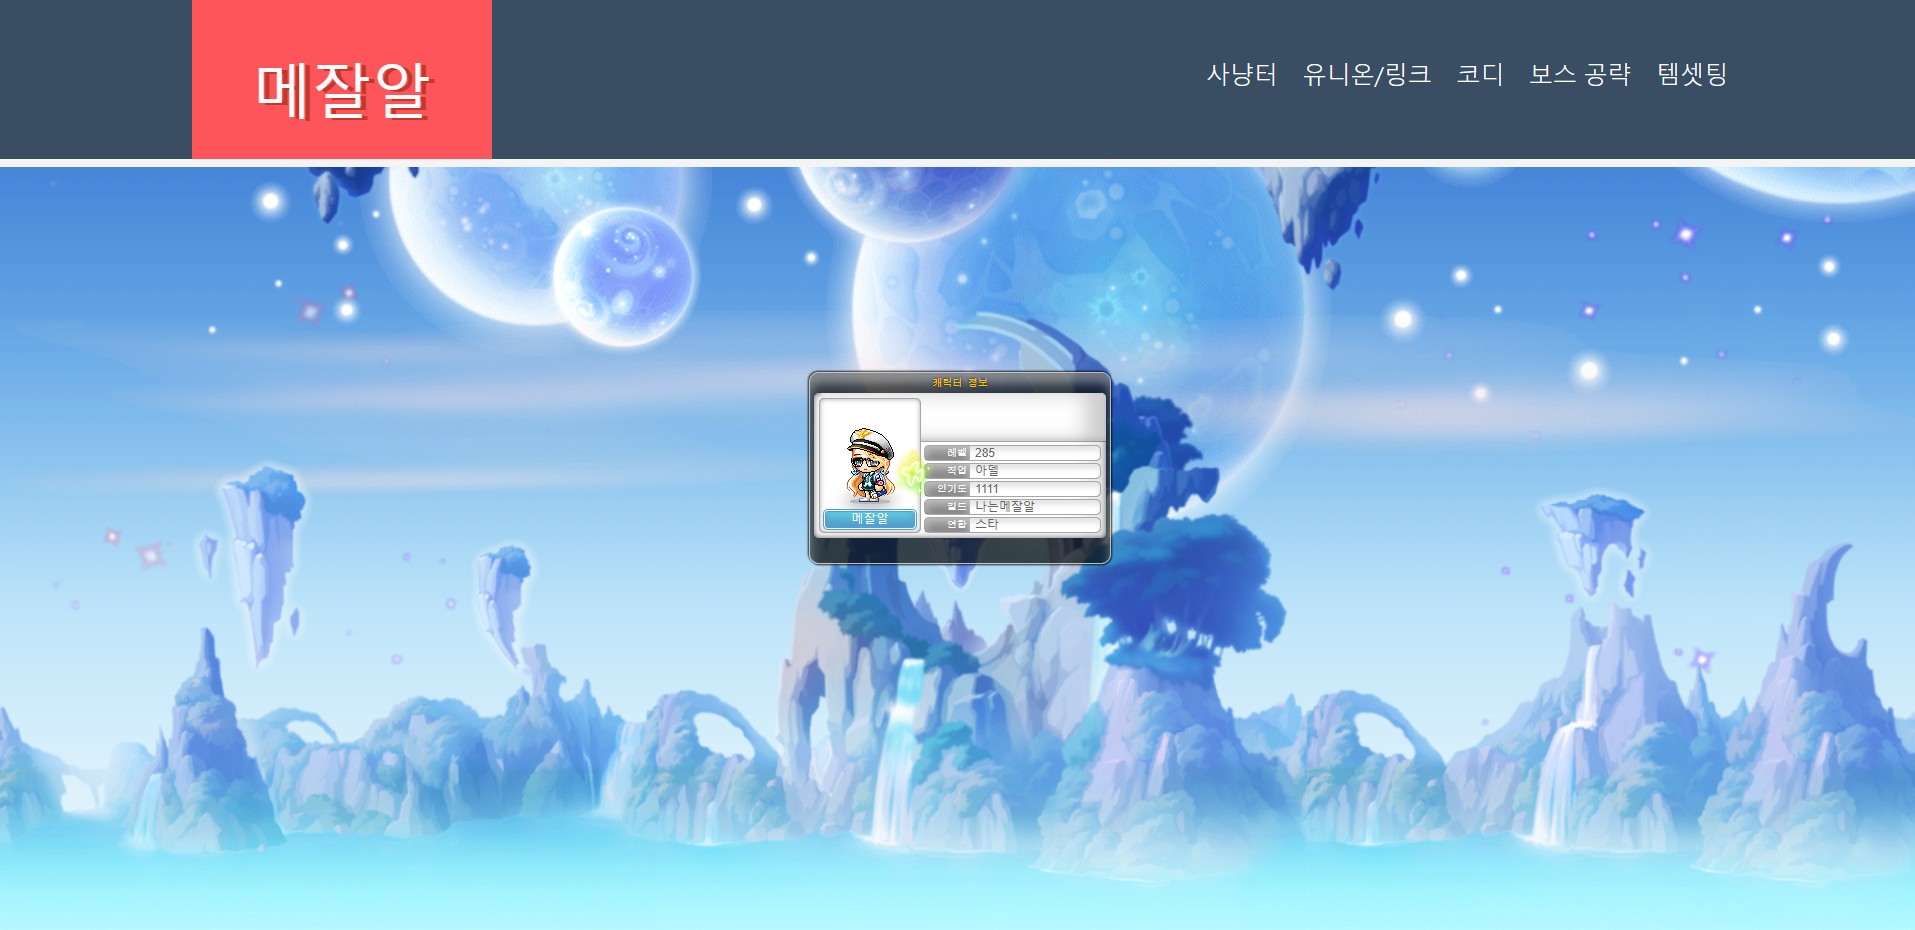 메잘알
사냥터 유니온/링크 코디 보스 공략 템셋팅
캐릭터 정보
레벨 285
직업 아델
인기도 1111
길드 나는메잘알
연합 스타
메잘알